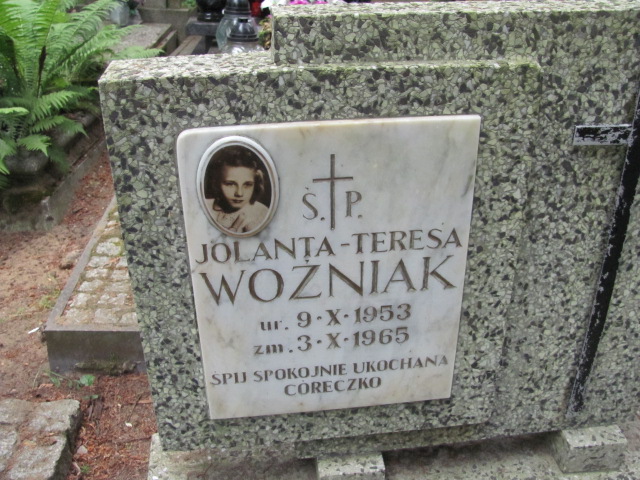 Ś. P.
JOLANTA-TERESA
WOŹNIAK
ur. 9·X·1953
zm. 3·X·1965
ŚPIJ SPOKOJNIE UKOCHANA
CÓRECZKO